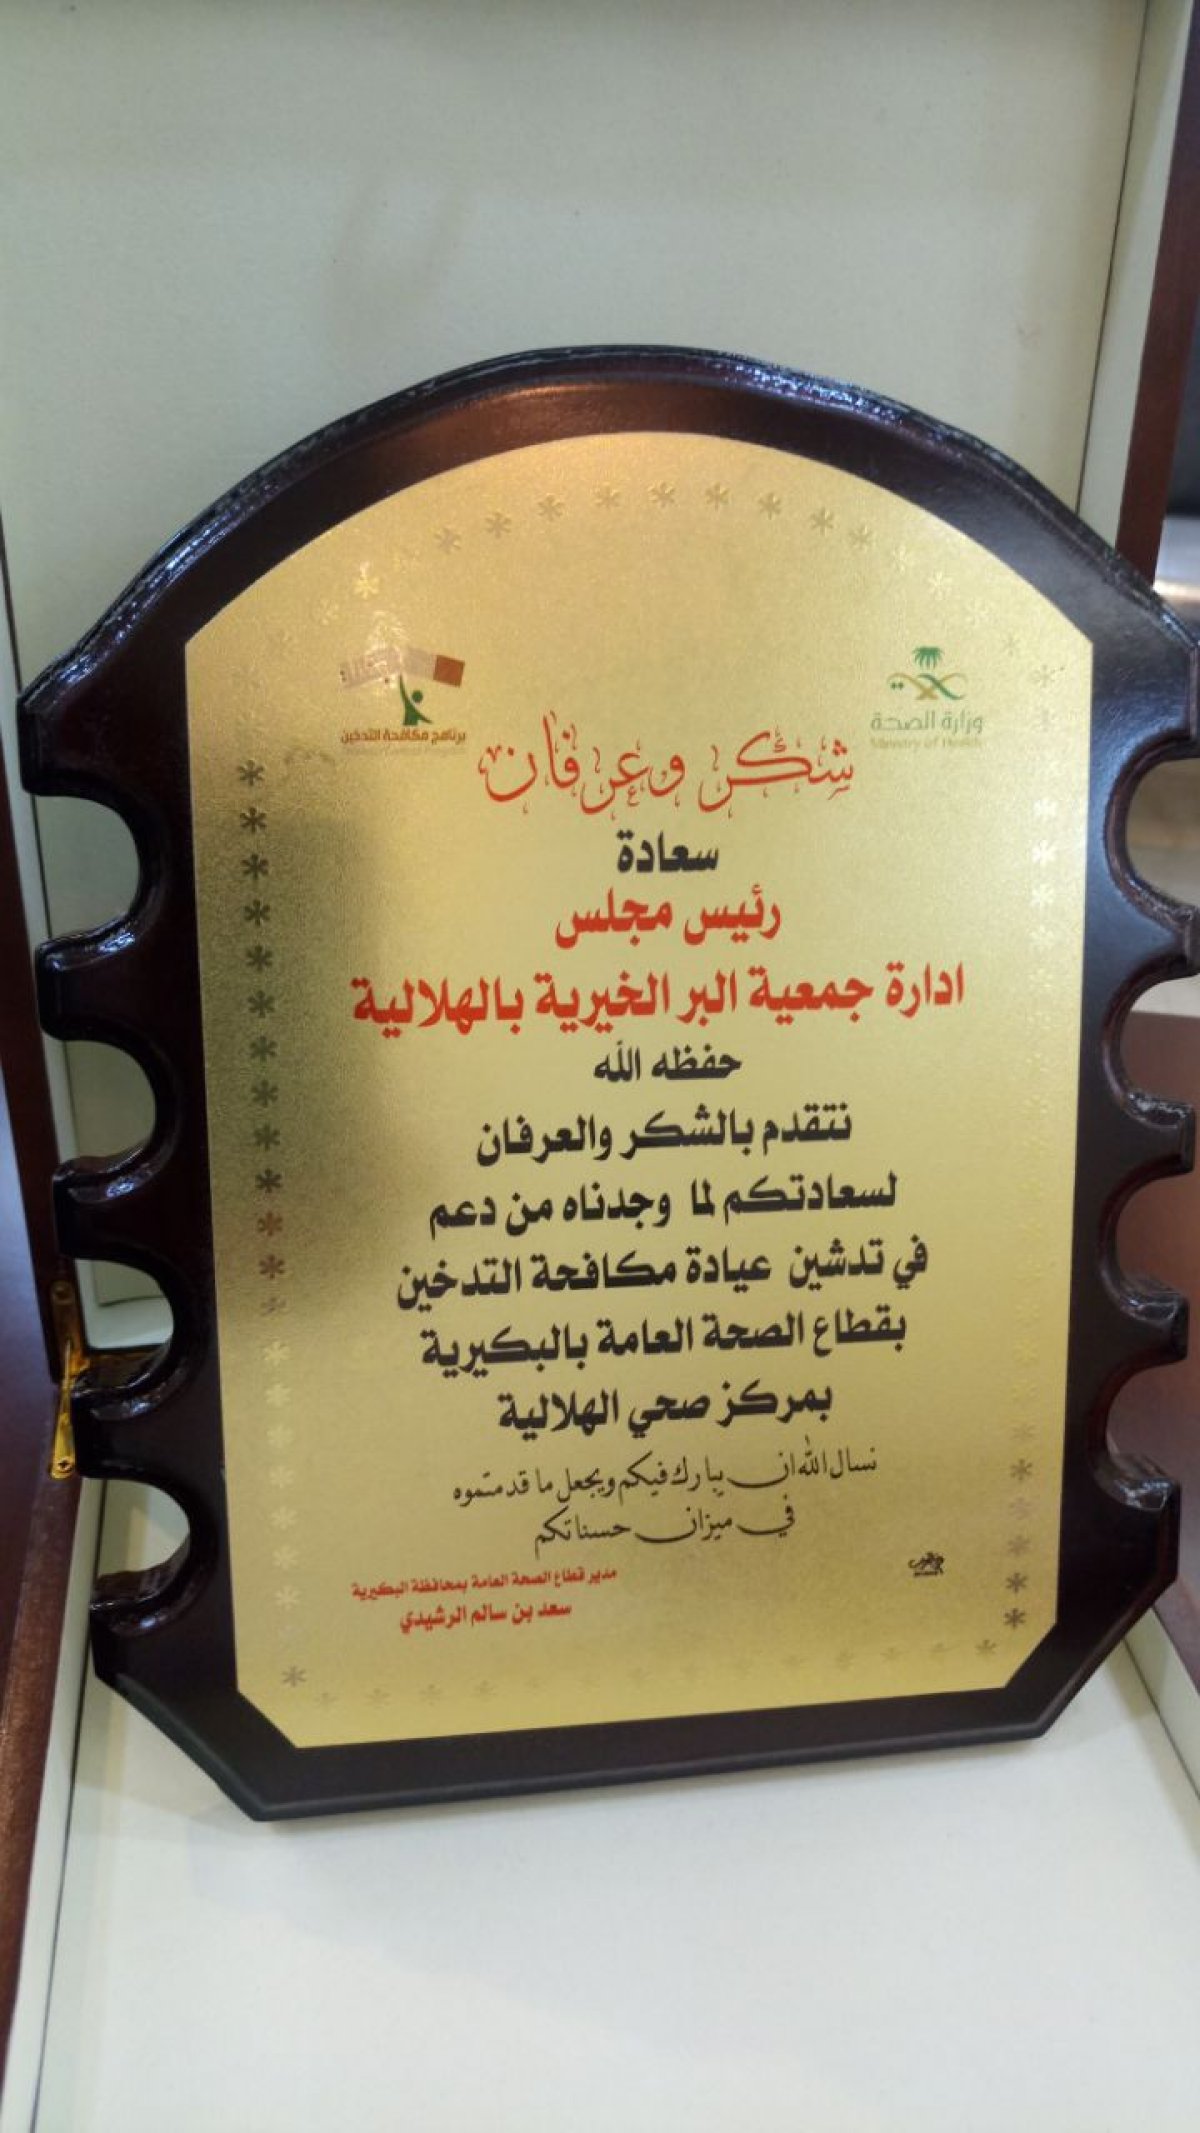 برنامج مكافحة التدخين
وزارة الصحة
Ministry of Health
شكر وعرفان
سعادة
رئيس مجلس
ادارة جمعية البر الخيرية بالهلالية
حفظه الله
نتقدم بالشكر والعرفان
لسعادتكم لما وجدناه من دعم
في تدشين عيادة مكافحة التدخين
بقطاع الصحة العامة بالبكيرية
بمركز صحي الهلالية
نسال الله ان يبارك فيكم ويجعل ما قدمتموه
في ميزان حسناتكم
مدير قطاع الصحة العامة بمحافظة البكيرية
سعد بن سالم الرشيدي